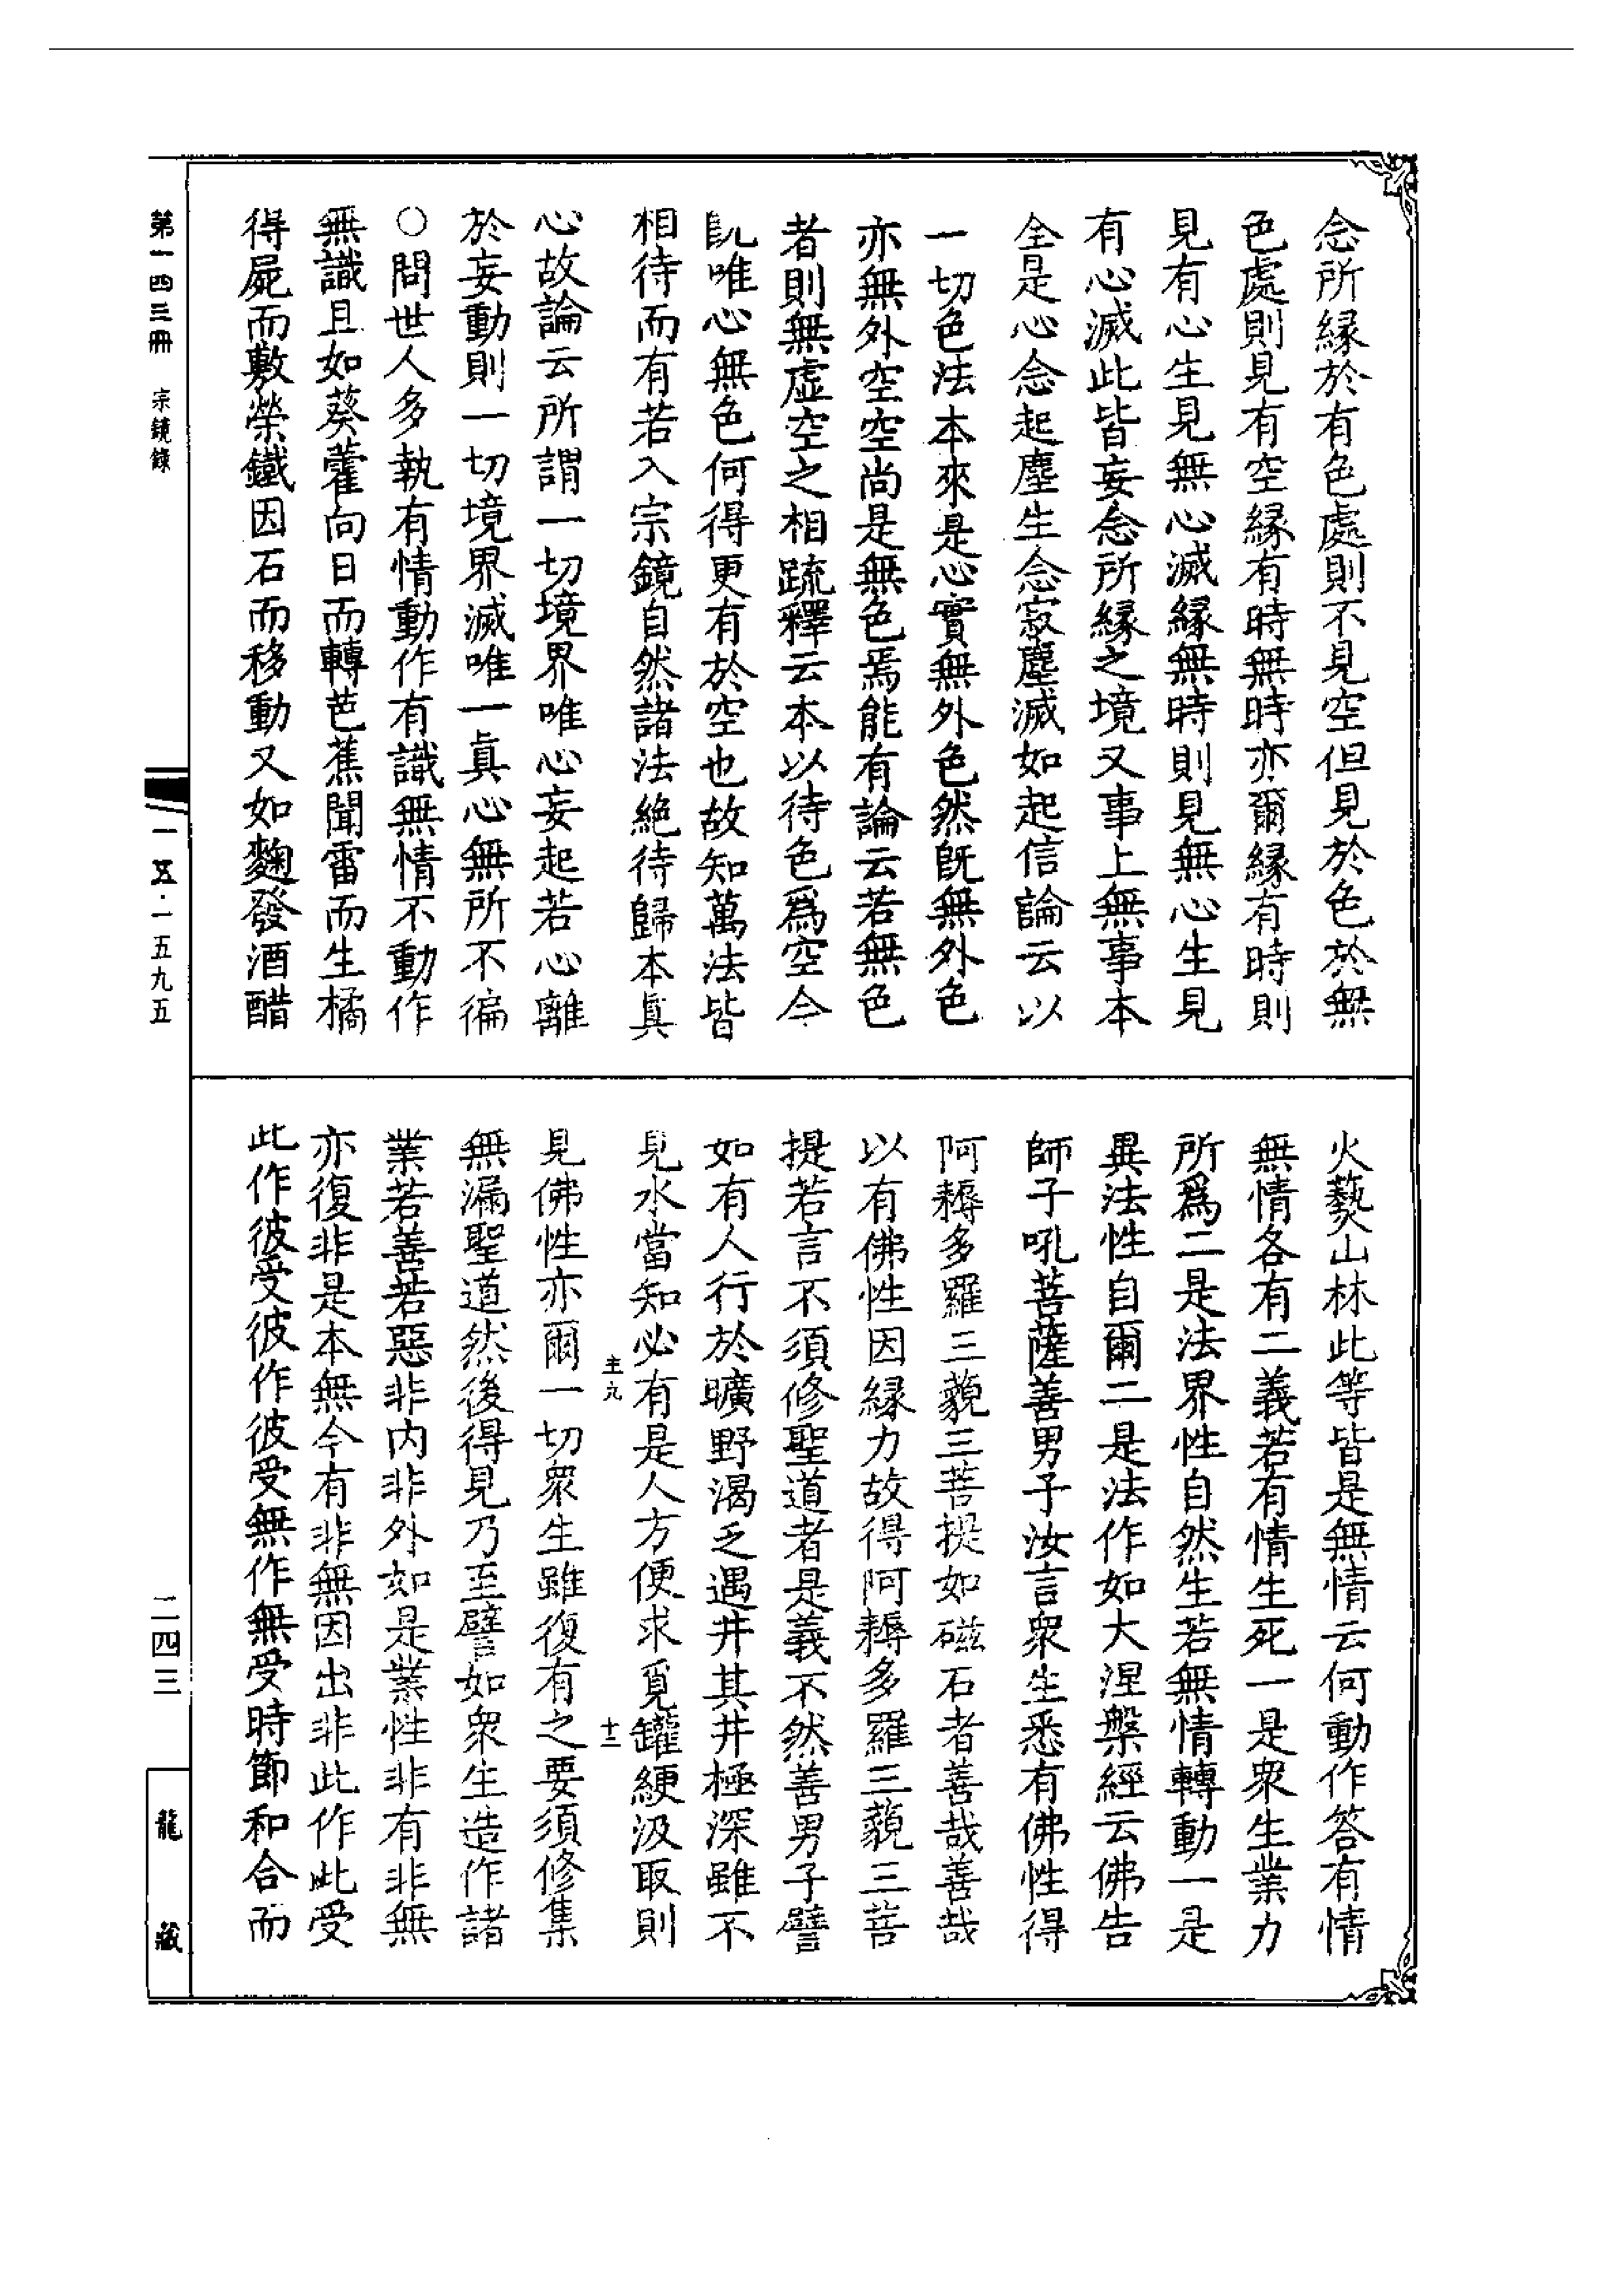 念所縁於有色處則不見空但見於色於無
色處則見有空縁有時無時亦爾縁有時則
見有心生見無心滅縁無時則見無心生見
有心滅此皆妄念所縁之境又事上無事本
全是心念起塵生念寂塵滅如起信論云以
一切色法本來是心實無外色然旣無外色
亦無外空空尚是無色焉能有論云若無色
者則無虛空之相疏釋云本以待色爲空今
旣唯心無色何得更有於空也故知萬法皆
相待而有若入宗鏡自然諸法絶待歸本真
心故論云所謂一切境界唯心妄起若心離
於妄動則一切境界滅唯一真心無所不徧
○問世人多執有情動作有識無情不動作
無識且如葵藿向日而轉芭蕉聞雷而生橘
得屍而敷榮鐵因石而移動又如麴發酒醋
火爇山林此等皆是無情云何動作答有情
無情各有二義若有情生死一是衆生業力
所爲二是法界性自然生若無情轉動一是
異法性自爾二是法作如大涅槃經云佛告
師子吼菩薩善男子汝言衆生悉有佛性得
阿耨多羅三藐三菩提如磁石者善哉善哉
以有佛性因縁力故得阿耨多羅三藐三菩
提若言不須修聖道者是義不然善男子譬
如有人行於曠野渴乏遇井其井極深雖不
見水當知必有是人方便求覓罐綆汲取則
主九
十二
見佛性亦爾一切衆生雖復有之要須修集
無漏聖道然後得見乃至譬如衆生造作諸
業若善若惡非内非外如是業性非有非無
亦復非是本無今有非無因出非此作此受
此作彼受彼作彼受無作無受時節和合而
第一四三冊 宗鏡錄
一五·一五九五
二四三
龍藏